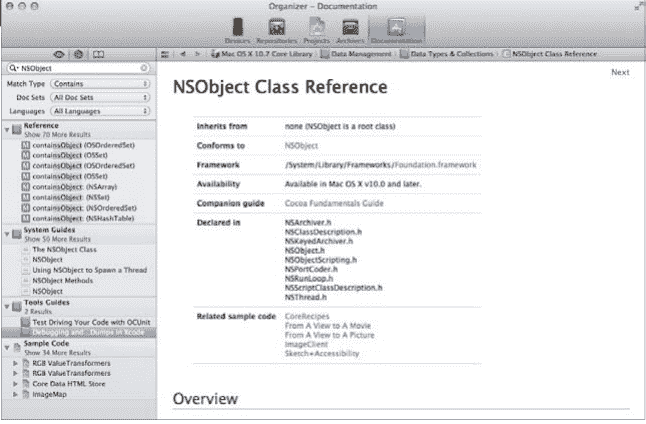 Organizer – Documentation
Devices Repositories Projects Archives Documentation
Mac OS X 10.7 Core Library Data Management Data Types & Collections NSObject Class Reference
NSObject
Match Type Contains
Doc Sets All Doc Sets
Languages All Languages
Reference
Show 70 More Results
containsObject (OSOrderedSet)
containsObject (OSSet)
containsObject (OSOrderedSet)
containsObject (OSSet)
containsObject: (NSArray)
containsObject: (NSSet)
containsObject: (NSOrderedSet)
containsObject: (NSHashTable)
System Guides
Show 50 More Results
The NSObject Class
NSObject
Using NSObject to Spawn a Thread
NSObject Methods
NSObject
Tools Guides
2 Results
Test Driving Your Code with OCUnit
Debugging and Dumps in Xcode
Sample Code
Show 34 More Results
RGB ValueTransformers
RGB ValueTransformers
Core Data HTML Store
ImageMap
Next
NSObject Class Reference
Inherits from none (NSObject is a root class)
Conforms to NSObject
Framework /System/Library/Frameworks/Foundation.framework
Availability Available in Mac OS X v10.0 and later.
Companion guide Cocoa Fundamentals Guide
Declared in NSArchiver.h
NSClassDescription.h
NSKeyedArchiver.h
NSObject.h
NSObjectScripting.h
NSPortCoder.h
NSRunLoop.h
NSScriptClassDescription.h
NSThread.h
Related sample code CoreRecipes
From A View to A Movie
From A View to A Picture
ImageClient
Sketch+Accessibility
Overview